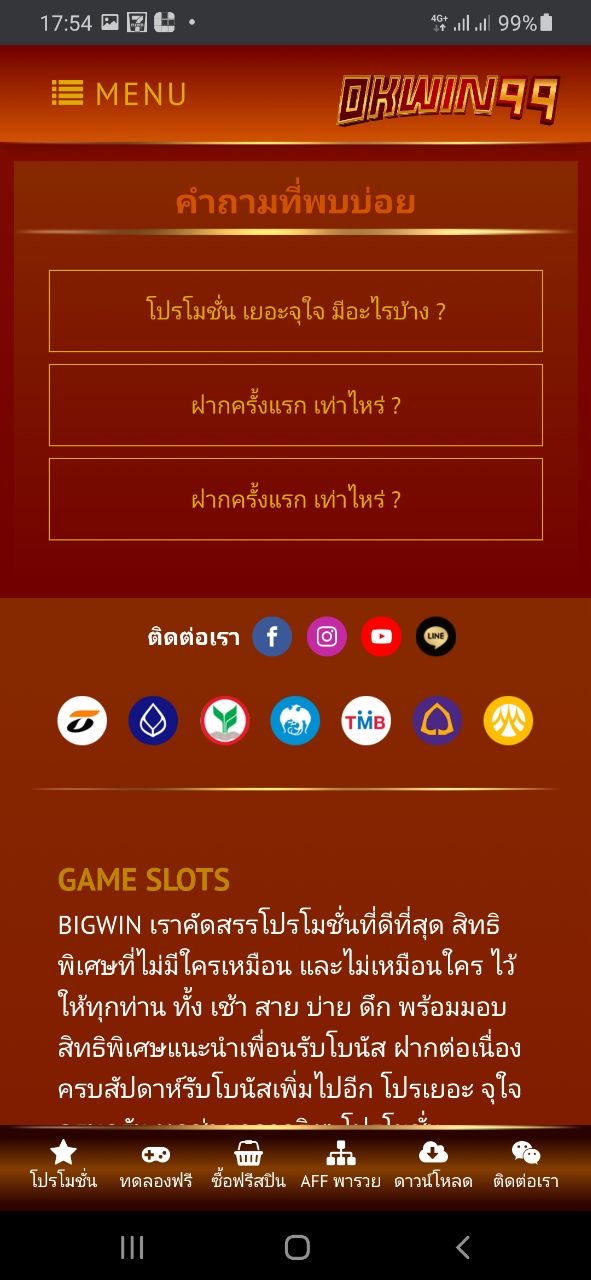 17:54
4G+ 99%
MENU
OKWIN99
คำถามที่พบบ่อย
โปรโมชั่น เยอะจุใจ มีอะไรบ้าง ?
ฝากครั้งแรก เท่าไหร่ ?
ฝากครั้งแรก เท่าไหร่ ?
ติดต่อเรา
LINE
TMB
GAME SLOTS
BIGWIN เราคัดสรรโปรโมชั่นที่ดีที่สุด สิทธิ
พิเศษที่ไม่มีใครเหมือน และไม่เหมือนใคร ไว้
ให้ทุกท่าน ทั้ง เช้า สาย บ่าย ดึก พร้อมมอบ
สิทธิพิเศษแนะนำเพื่อนรับโบนัส ฝากต่อเนื่อง
ครบสัปดาห์รับโบนัสเพิ่มไปอีก โปรเยอะ จุใจ
โปรโมชั่น ทดลองฟรี ซื้อฟรีสปิน AFF พารวย ดาวน์โหลด ติดต่อเรา